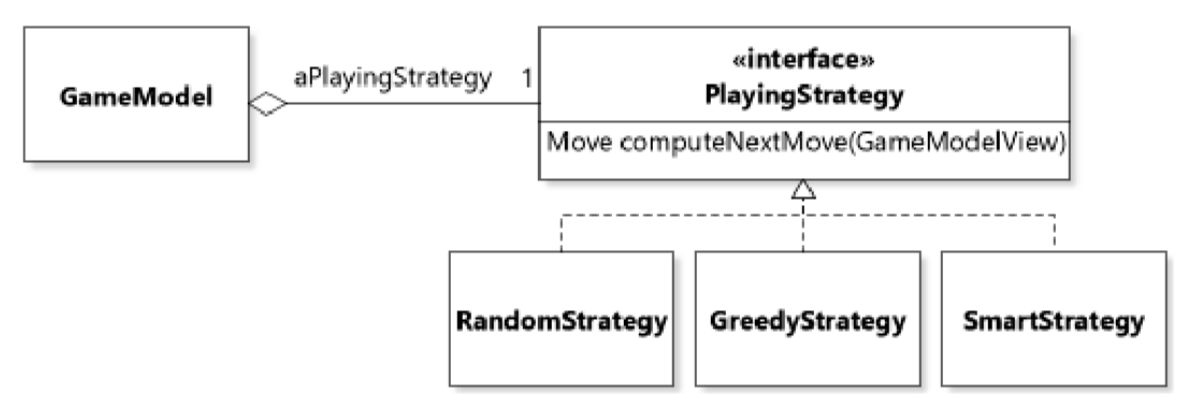 GameModel
aPlayingStrategy 1
«interface»
PlayingStrategy
Move computeNextMove(GameModelView)
RandomStrategy
GreedyStrategy
SmartStrategy